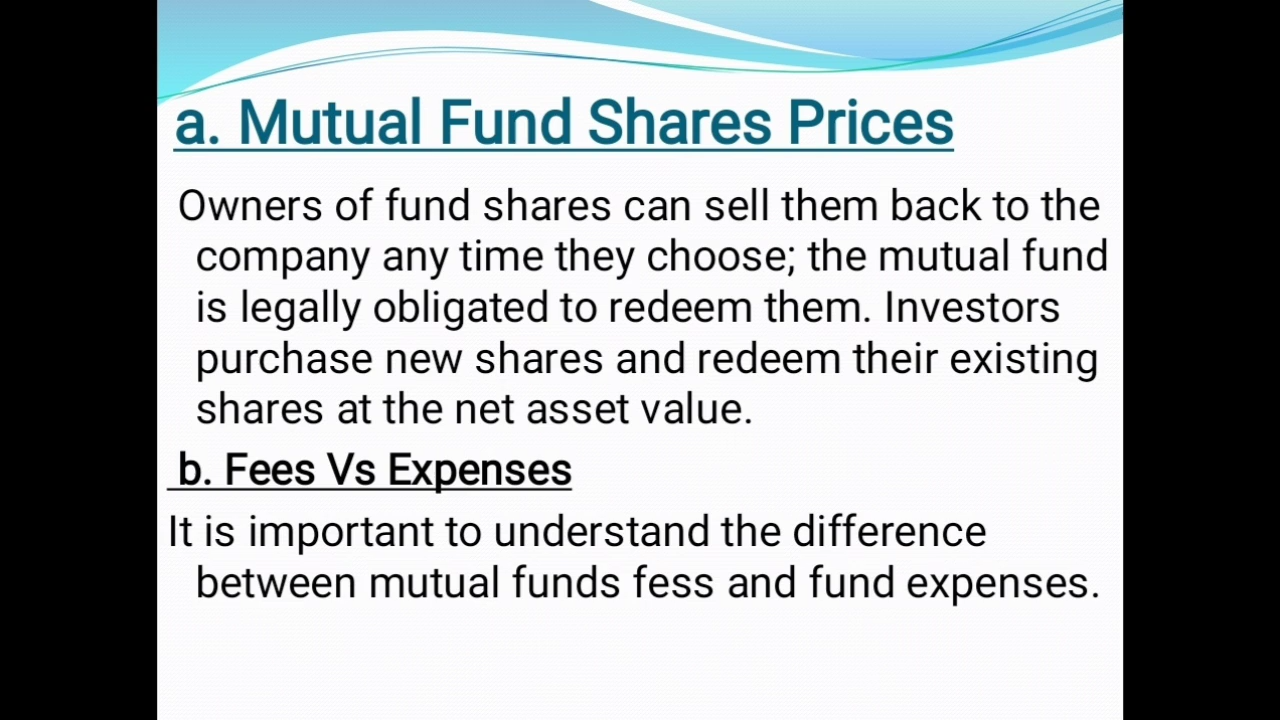 a. Mutual Fund Shares Prices
Owners of fund shares can sell them back to the
company any time they choose; the mutual fund
is legally obligated to redeem them. Investors
purchase new shares and redeem their existing
shares at the net asset value.
b. Fees Vs Expenses
It is important to understand the difference
between mutual funds fess and fund expenses.